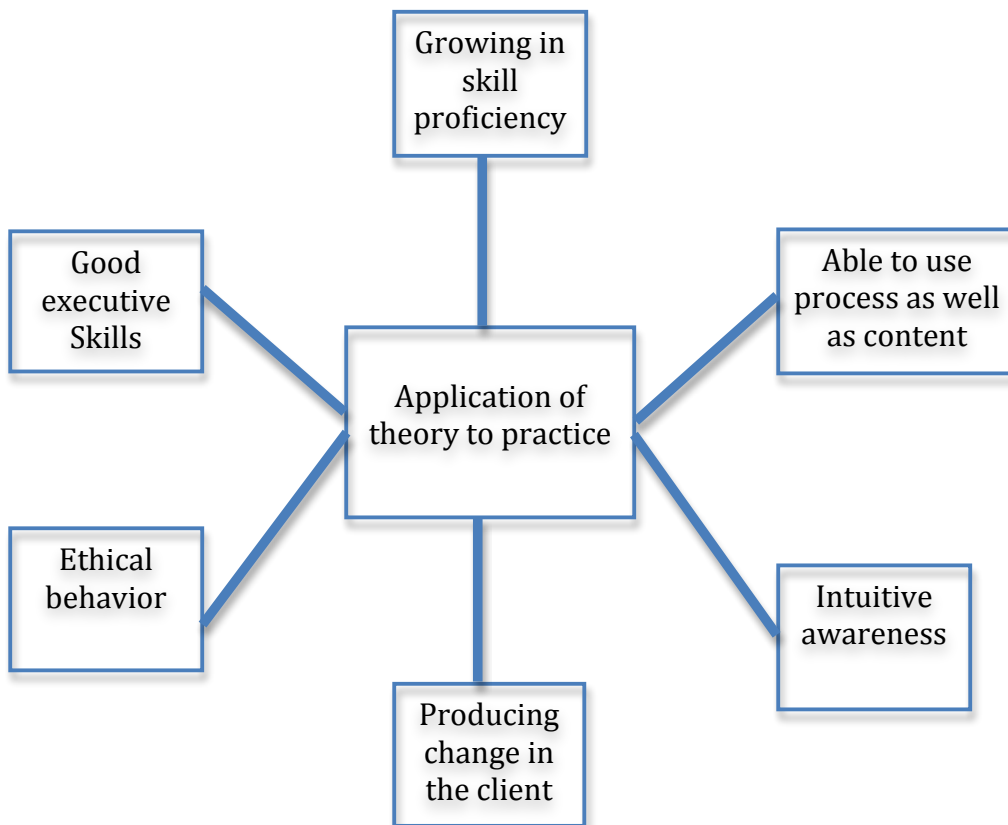 Growing in
skill
proficiency
Good
executive
Skills
Able to use
process as well
as content
Application of
theory to practice
Ethical
behavior
Intuitive
awareness
Producing
change in
the client